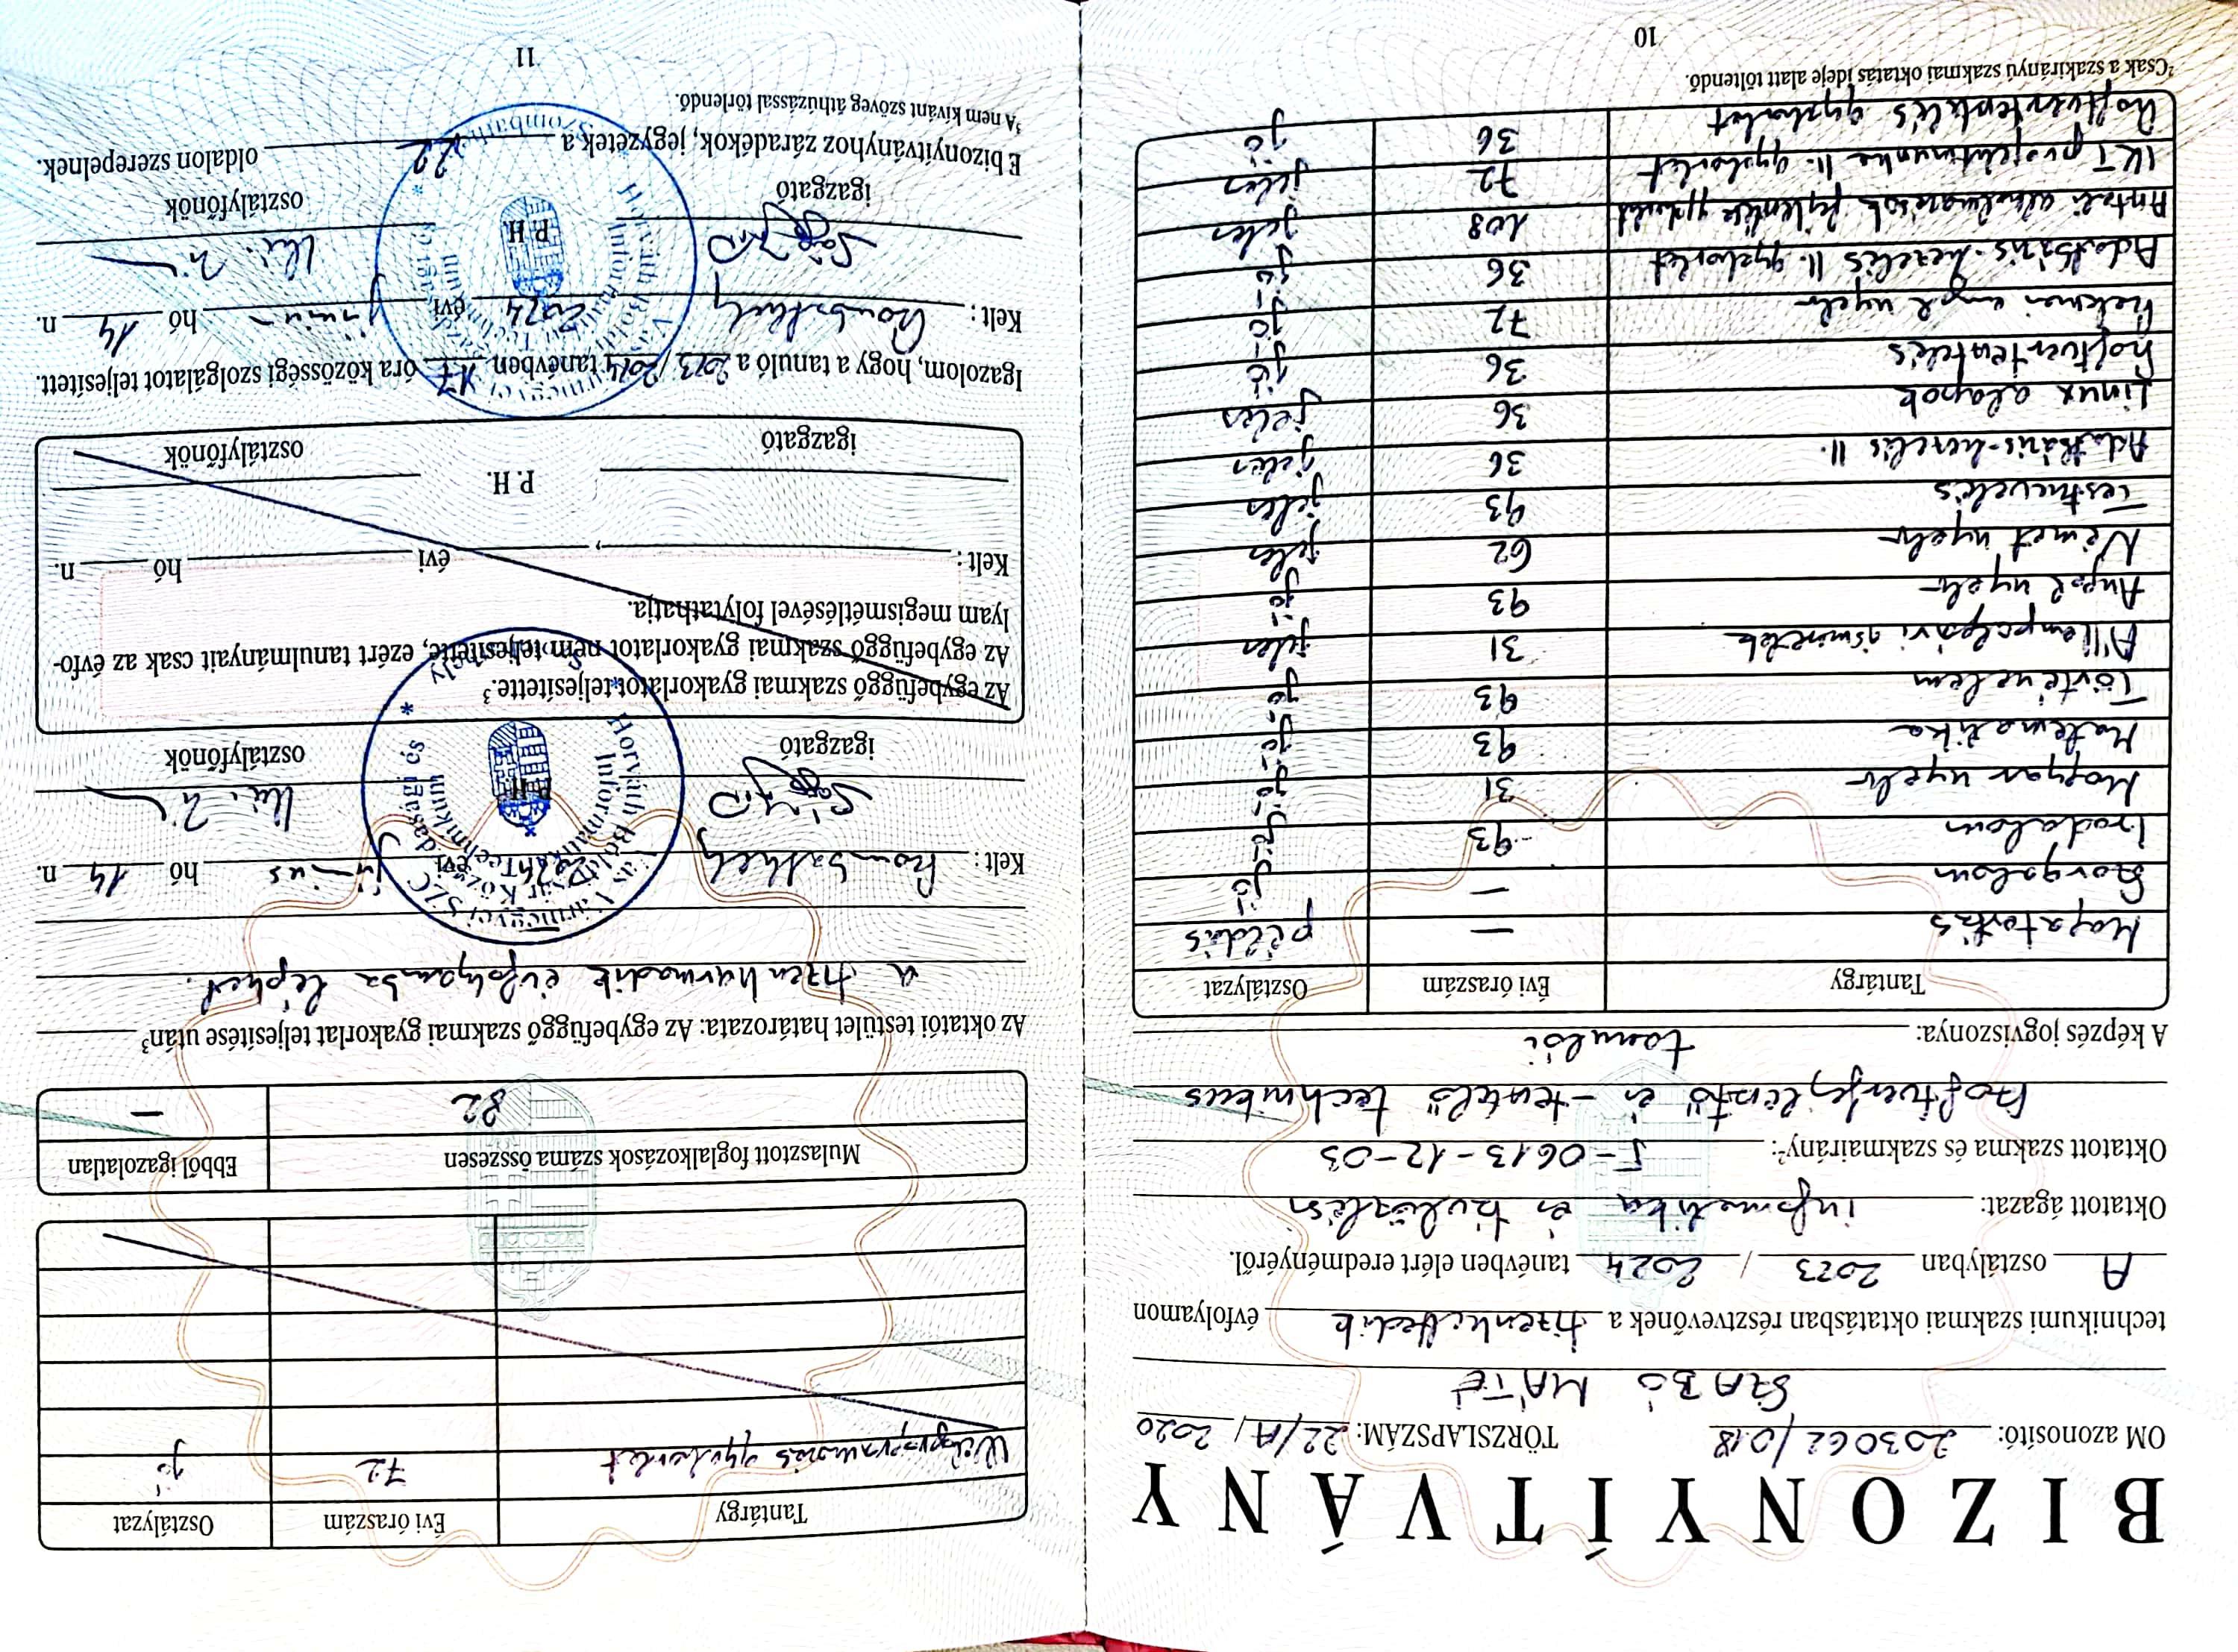 BIZONYÍTVÁNY
OM azonosító: 203062/018 TÖRZSLAPSZÁM: 22/A/ 2020
SZABÓ MÁTÉ
technikumi szakmai oktatásban résztvevőnek a tizenkettedik évfolyamon
A osztályban 2023 / 2024 tanévben elért eredményéről.
Oktatott ágazat: informatika és távközlési
Oktatott szakma és szakmairány²: 5-0613-12-03
szoftverfejlesztő és -tesztelő technikus
A képzés jogviszonya: tanulói
Tantárgy Évi óraszám Osztályzat
Magatartás — példás
Szorgalom — jó
Irodalom 93 jó
Magyar nyelv 31 jó
Matematika 93 jó
Történelem 93 jó
Állampolgári ismeretek 31 jeles
Angol nyelv 93 jó
Német nyelv 62 jeles
Testnevelés 93 jeles
Adatbázis-kezelés II. 36 jeles
Linux alapok 36 jeles
Szoftvertesztelés 36 jó
Szakmai angol nyelv 72 jó
Adatbázis-kezelés II. gyakorlat 36 jó
Asztali alkalmazások fejlesztése gyakorlat 108 jeles
IKT projektmunka II. gyakorlat 72 jeles
Szoftvertesztelés gyakorlat 36 jó
²Csak a szakirányú szakmai oktatás ideje alatt töltendő.
10
Tantárgy Évi óraszám Osztályzat
Webprogramozás gyakorlat 72 jó
Mulasztott foglalkozások száma összesen Ebből igazolatlan
82 —
Az oktatói testület határozata: Az egybefüggő szakmai gyakorlat teljesítése után³
a tizenharmadik évfolyamba léphet.
Kelt: Szombathely 2024 évi június hó 14 n.
Vas Vármegyei SZC Horváth Boldizsár Közgazdasági és Informatikai Technikum * Szombathely
P. H.
igazgató osztályfőnök
Az egybefüggő szakmai gyakorlatot teljesítette.³
Az egybefüggő szakmai gyakorlatot nem teljesítette, ezért tanulmányait csak az évfo-
lyam megismétlésével folytathatja.
Kelt: , évi hó n.
P. H.
igazgató osztályfőnök
Igazolom, hogy a tanuló a 2023/2024 tanévben 17 óra közösségi szolgálatot teljesített.
Kelt: Szombathely 2024 évi június hó 14 n.
P. H.
igazgató osztályfőnök
E bizonyítványhoz záradékok, jegyzetek a 22 oldalon szerepelnek.
³A nem kívánt szöveg áthúzással törlendő.
11